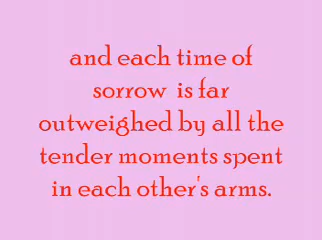 and each time of
sorrow is far
outweighed by all the
tender moments spent
in each other's arms.